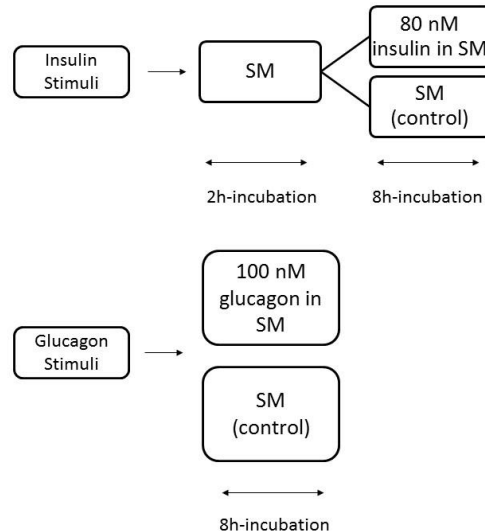 Insulin
Stimuli
SM
80 nM
insulin in SM
SM
(control)
2h-incubation
8h-incubation
Glucagon
Stimuli
100 nM
glucagon in
SM
SM
(control)
8h-incubation